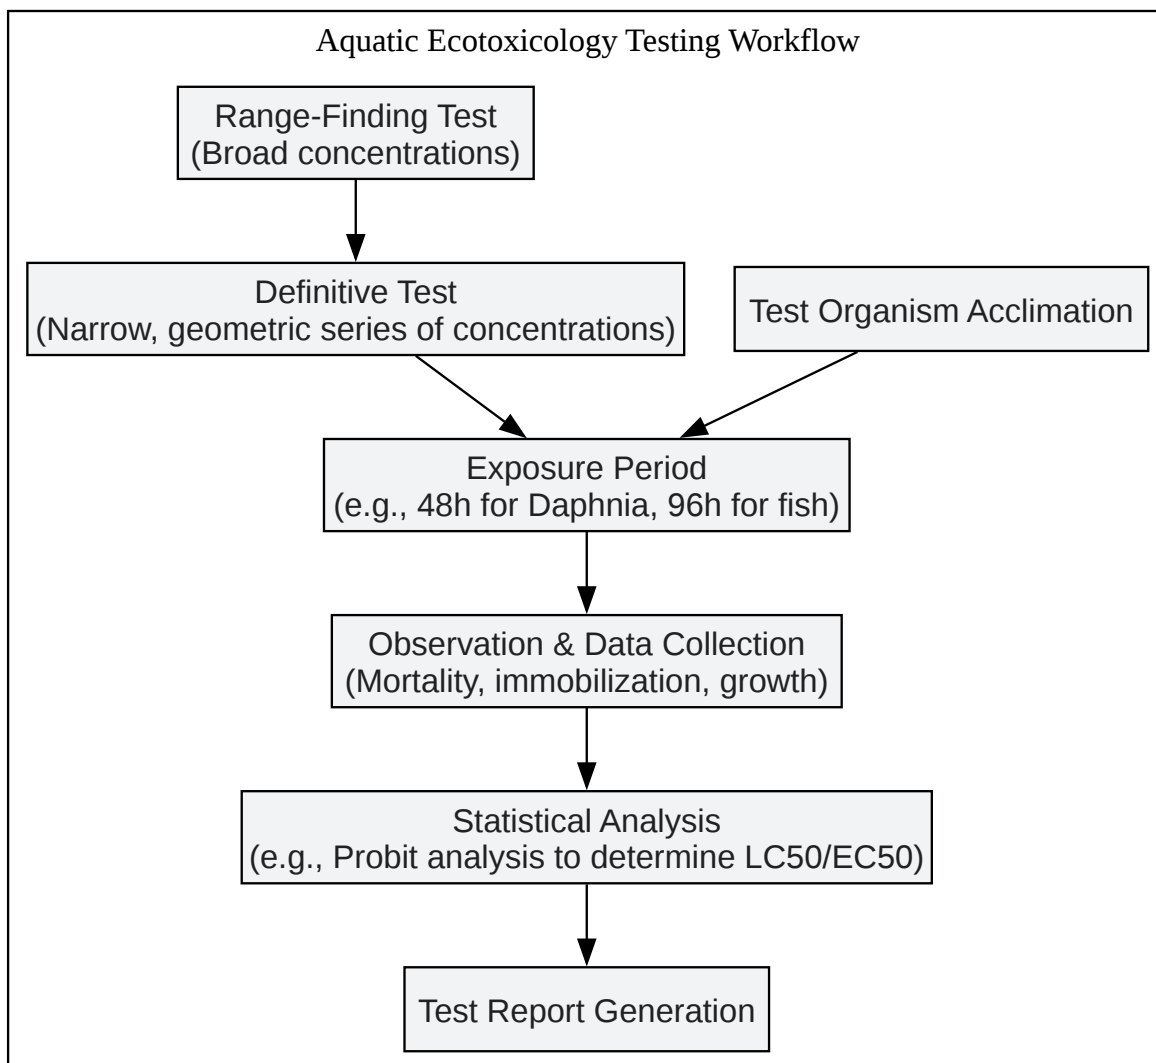 Aquatic Ecotoxicology Testing Workflow
Range-Finding Test
(Broad concentrations)
Definitive Test
(Narrow, geometric series of concentrations)
Test Organism Acclimation
Exposure Period
(e.g., 48h for Daphnia, 96h for fish)
Observation & Data Collection
(Mortality, immobilization, growth)
Statistical Analysis
(e.g., Probit analysis to determine LC50/EC50)
Test Report Generation